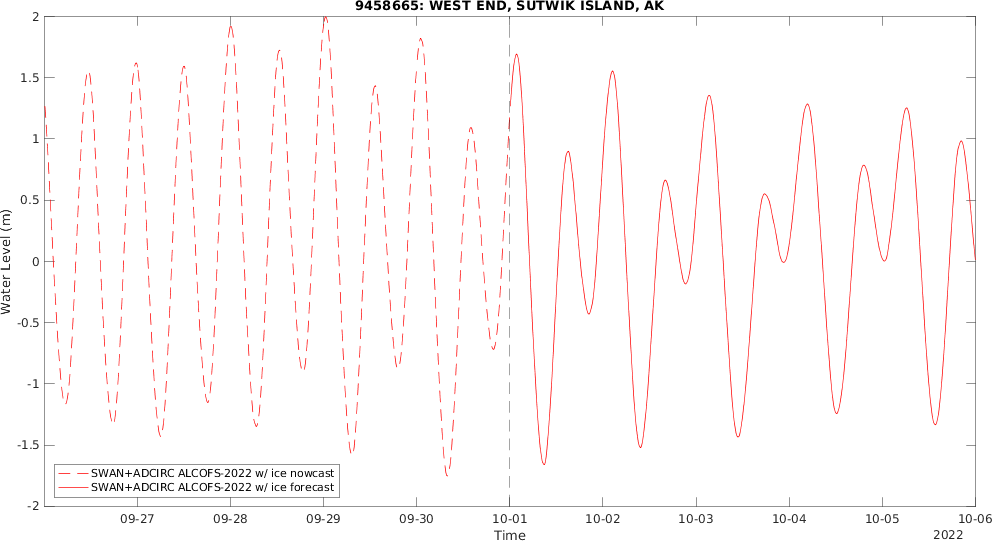 9458665: WEST END, SUTWIK ISLAND, AK
Water Level (m)
2
1.5
1
0.5
0
-0.5
-1
-1.5
-2
SWAN+ADCIRC ALCOFS-2022 w/ ice nowcast
SWAN+ADCIRC ALCOFS-2022 w/ ice forecast
09-27 09-28 09-29 09-30 10-01 10-02 10-03 10-04 10-05 10-06
Time
2022